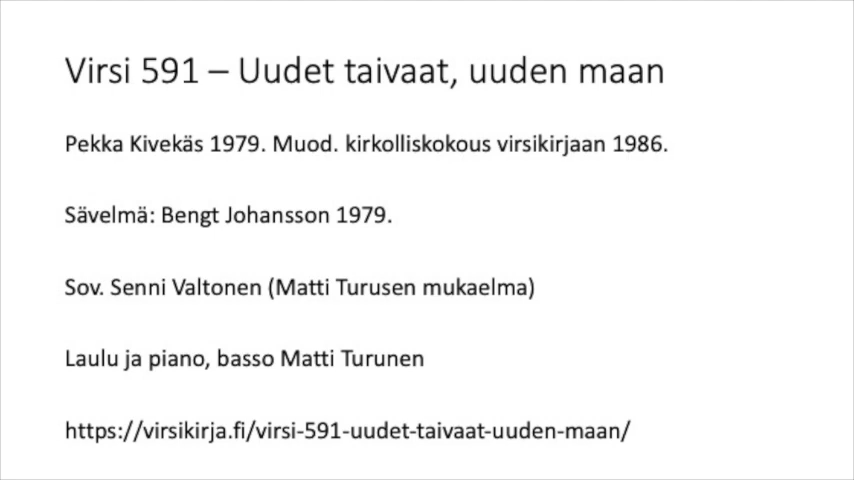 Virsi 591 – Uudet taivaat, uuden maan
Pekka Kivekäs 1979. Muod. kirkolliskokous virsikirjaan 1986.
Sävelmä: Bengt Johansson 1979.
Sov. Senni Valtonen (Matti Turusen mukaelma)
Laulu ja piano, basso Matti Turunen
https://virsikirja.fi/virsi-591-uudet-taivaat-uuden-maan/